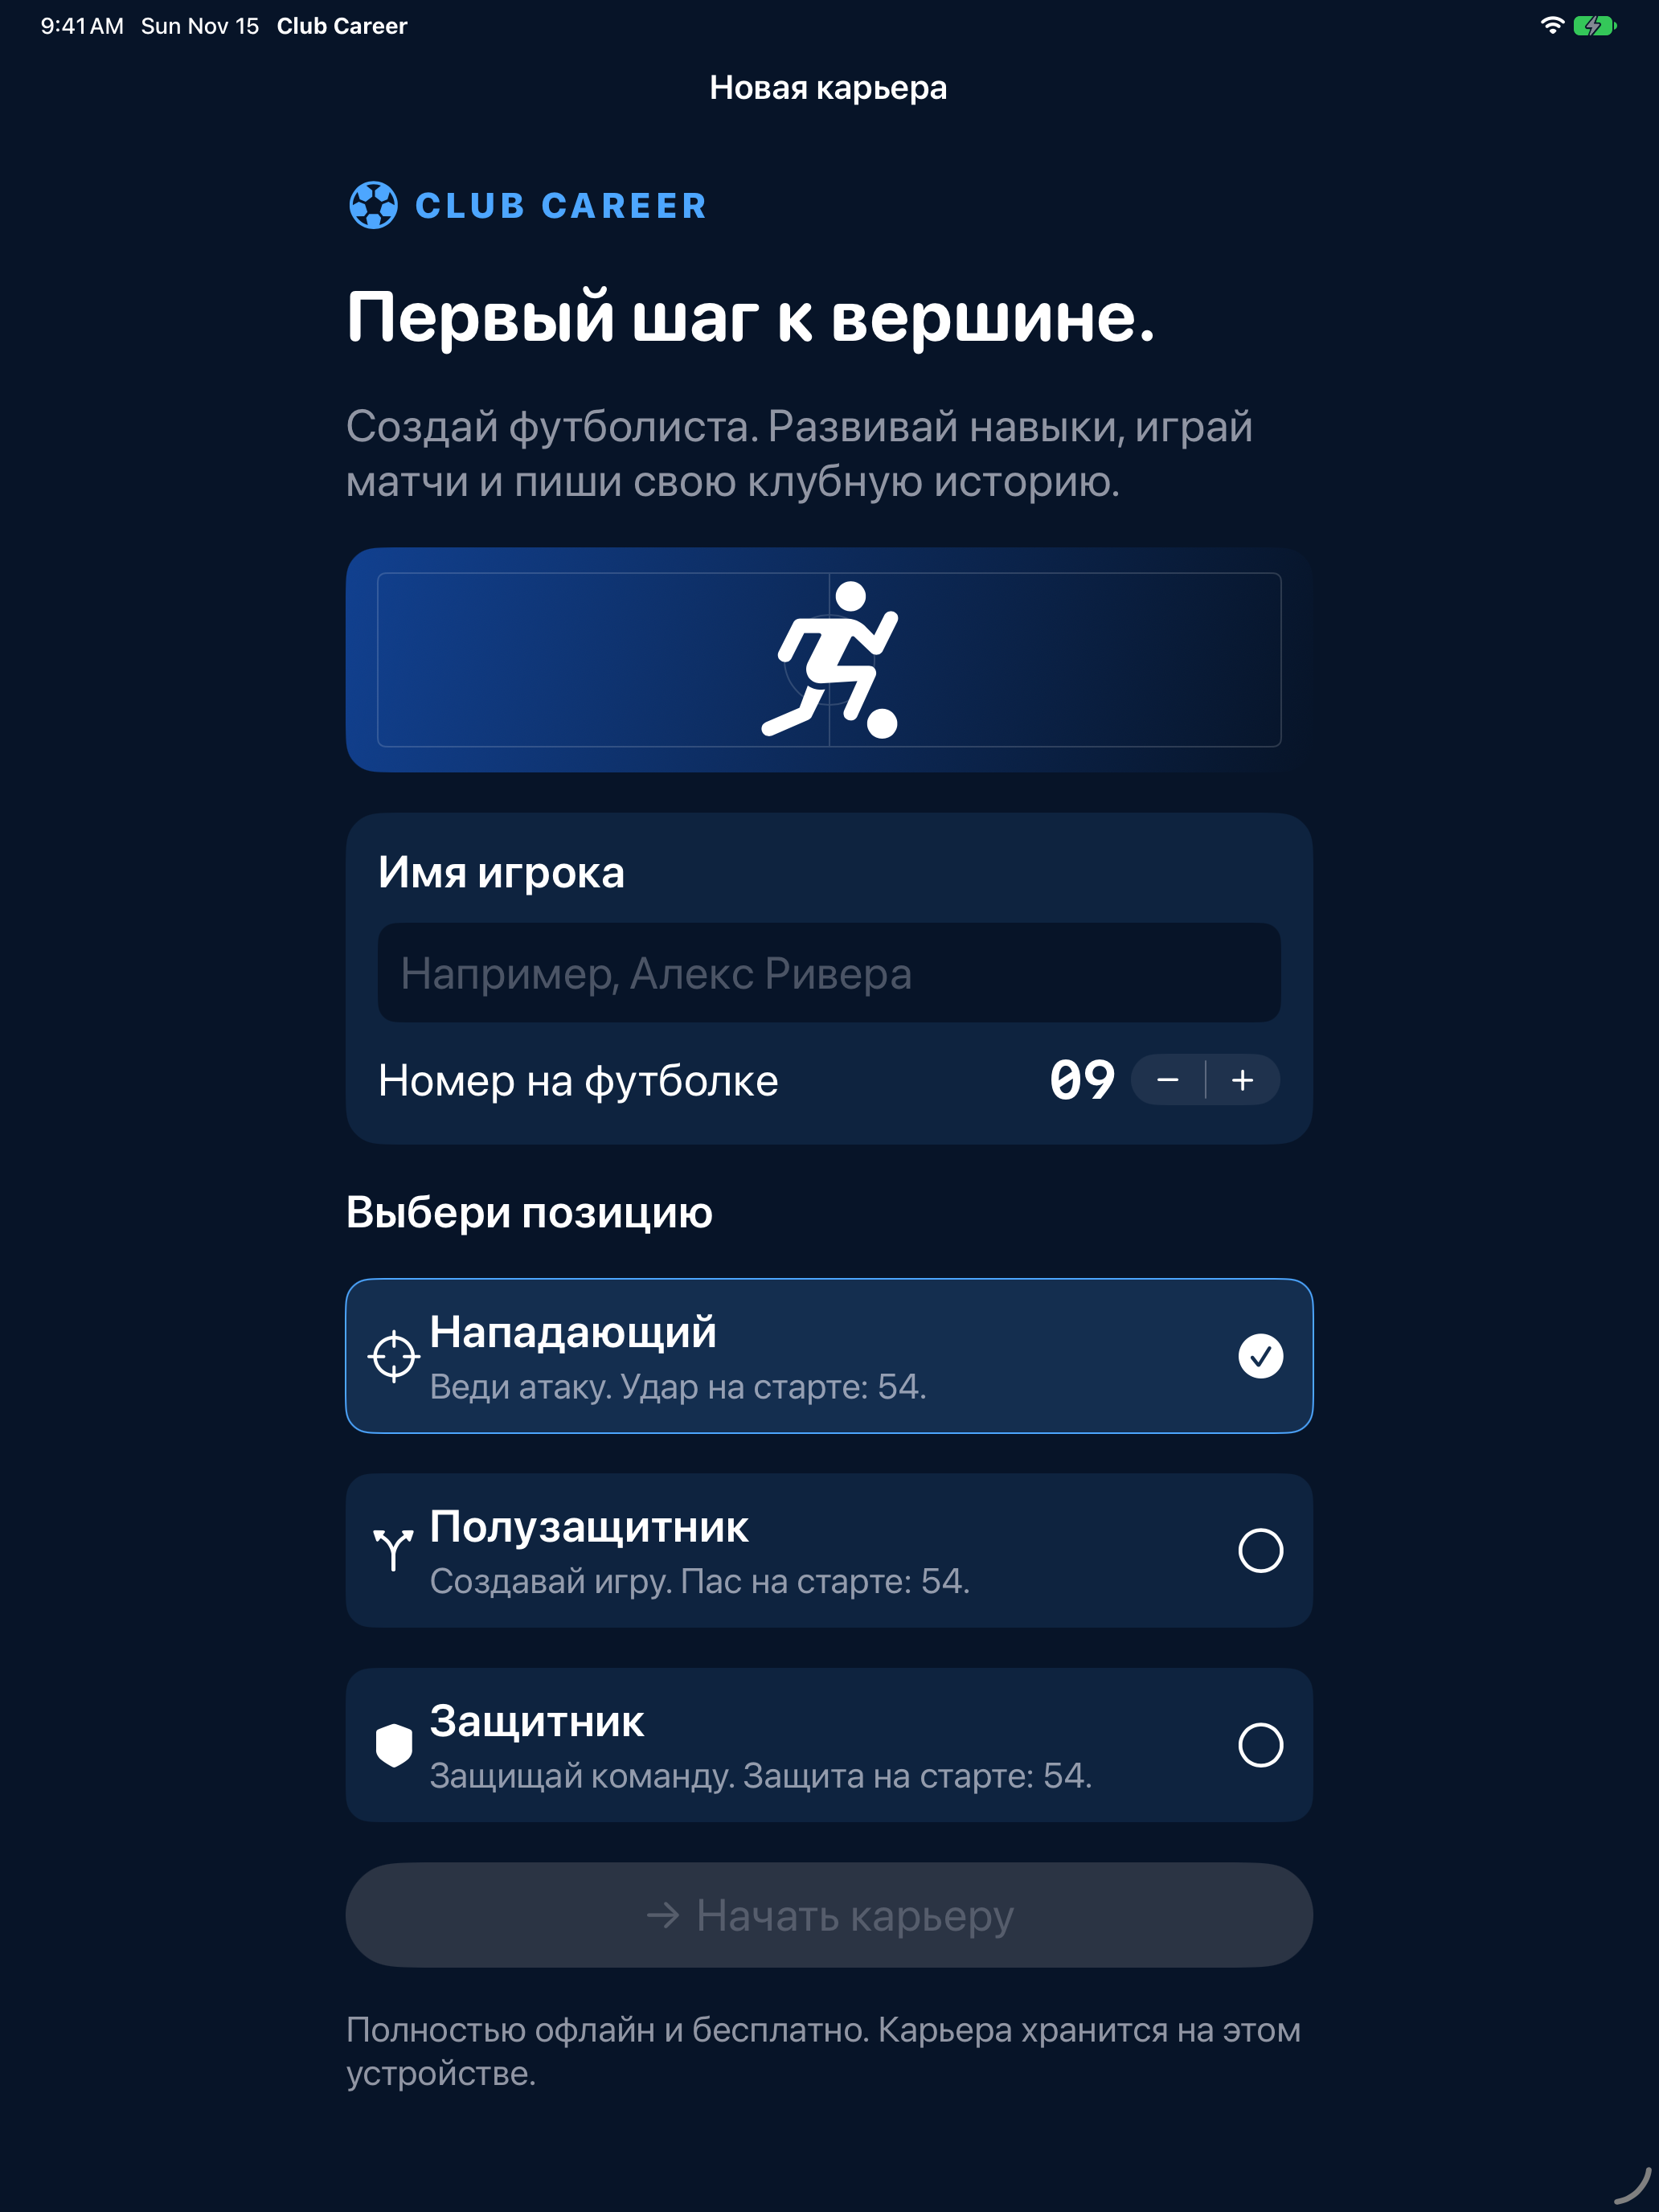 9:41 AM Sun Nov 15 Club Career
Новая карьера
CLUB CAREER
Первый шаг к вершине.
Создай футболиста. Развивай навыки, играй
матчи и пиши свою клубную историю.
Имя игрока
Например, Алекс Ривера
Номер на футболке 09
Выбери позицию
Нападающий
Веди атаку. Удар на старте: 54.
Полузащитник
Создавай игру. Пас на старте: 54.
Защитник
Защищай команду. Защита на старте: 54.
Начать карьеру
Полностью офлайн и бесплатно. Карьера хранится на этом
устройстве.